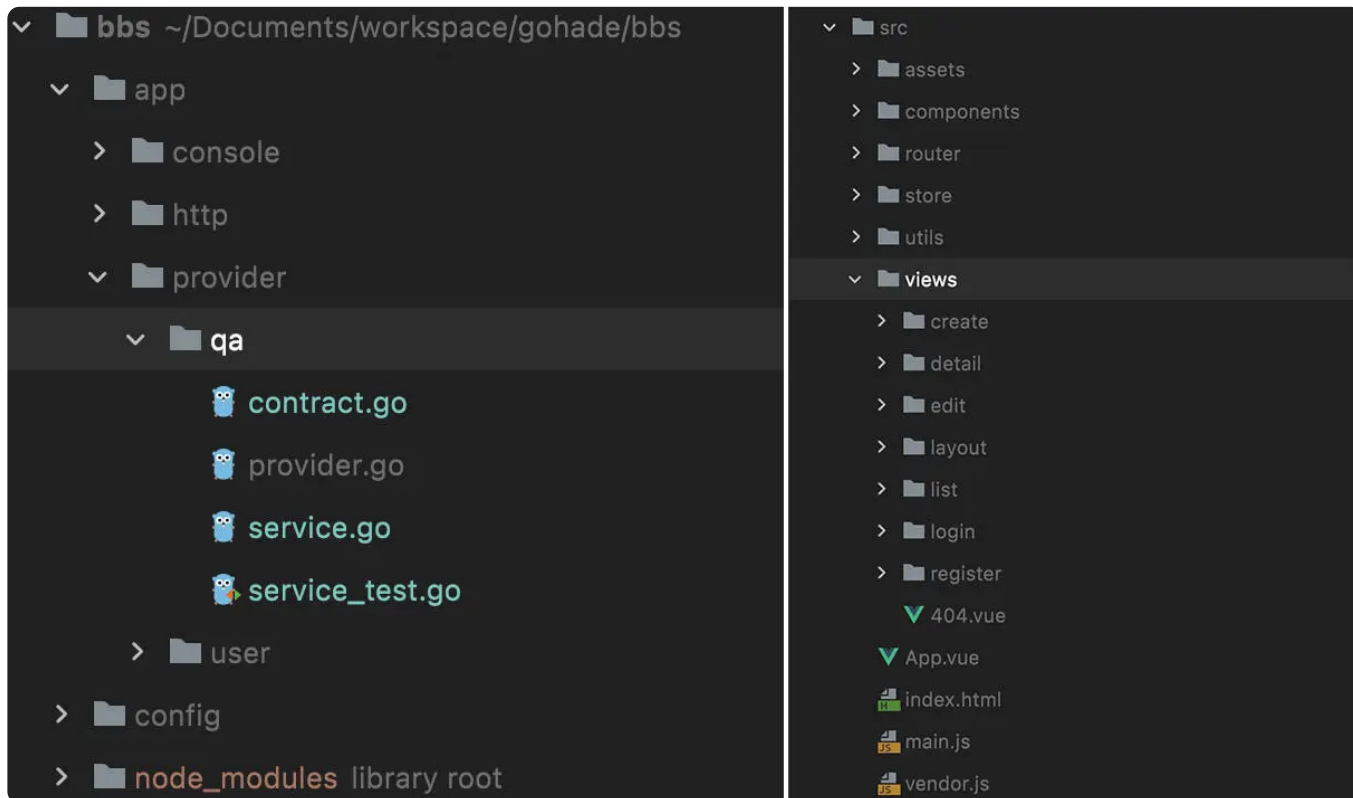 bbs ~/Documents/workspace/gohade/bbs
app
console
http
provider
qa
contract.go
provider.go
service.go
service_test.go
user
config
node_modules library root
src
assets
components
router
store
utils
views
create
detail
edit
layout
list
login
register
404.vue
App.vue
index.html
main.js
vendor.js